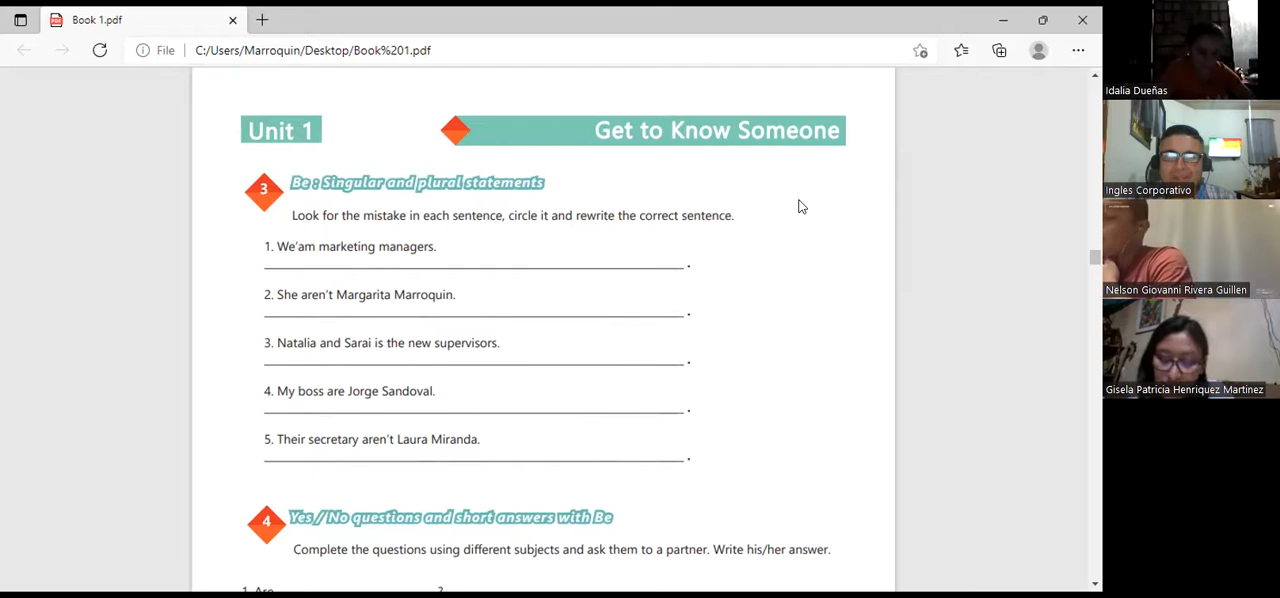 Book 1.pdf
File
C:/Users/Marroquin/Desktop/Book%201.pdf
Unit 1
Get to Know Someone
3
Be : Singular and plural statements
Look for the mistake in each sentence, circle it and rewrite the correct sentence.
1. We'am marketing managers.
2. She aren't Margarita Marroquin.
3. Natalia and Sarai is the new supervisors.
4. My boss are Jorge Sandoval.
5. Their secretary aren't Laura Miranda.
4
Yes / No questions and short answers with Be
Complete the questions using different subjects and ask them to a partner. Write his/her answer.
1. Are ?
Idalia Dueñas
Ingles Corporativo
Nelson Giovanni Rivera Guillen
Gisela Patricia Henriquez Martinez